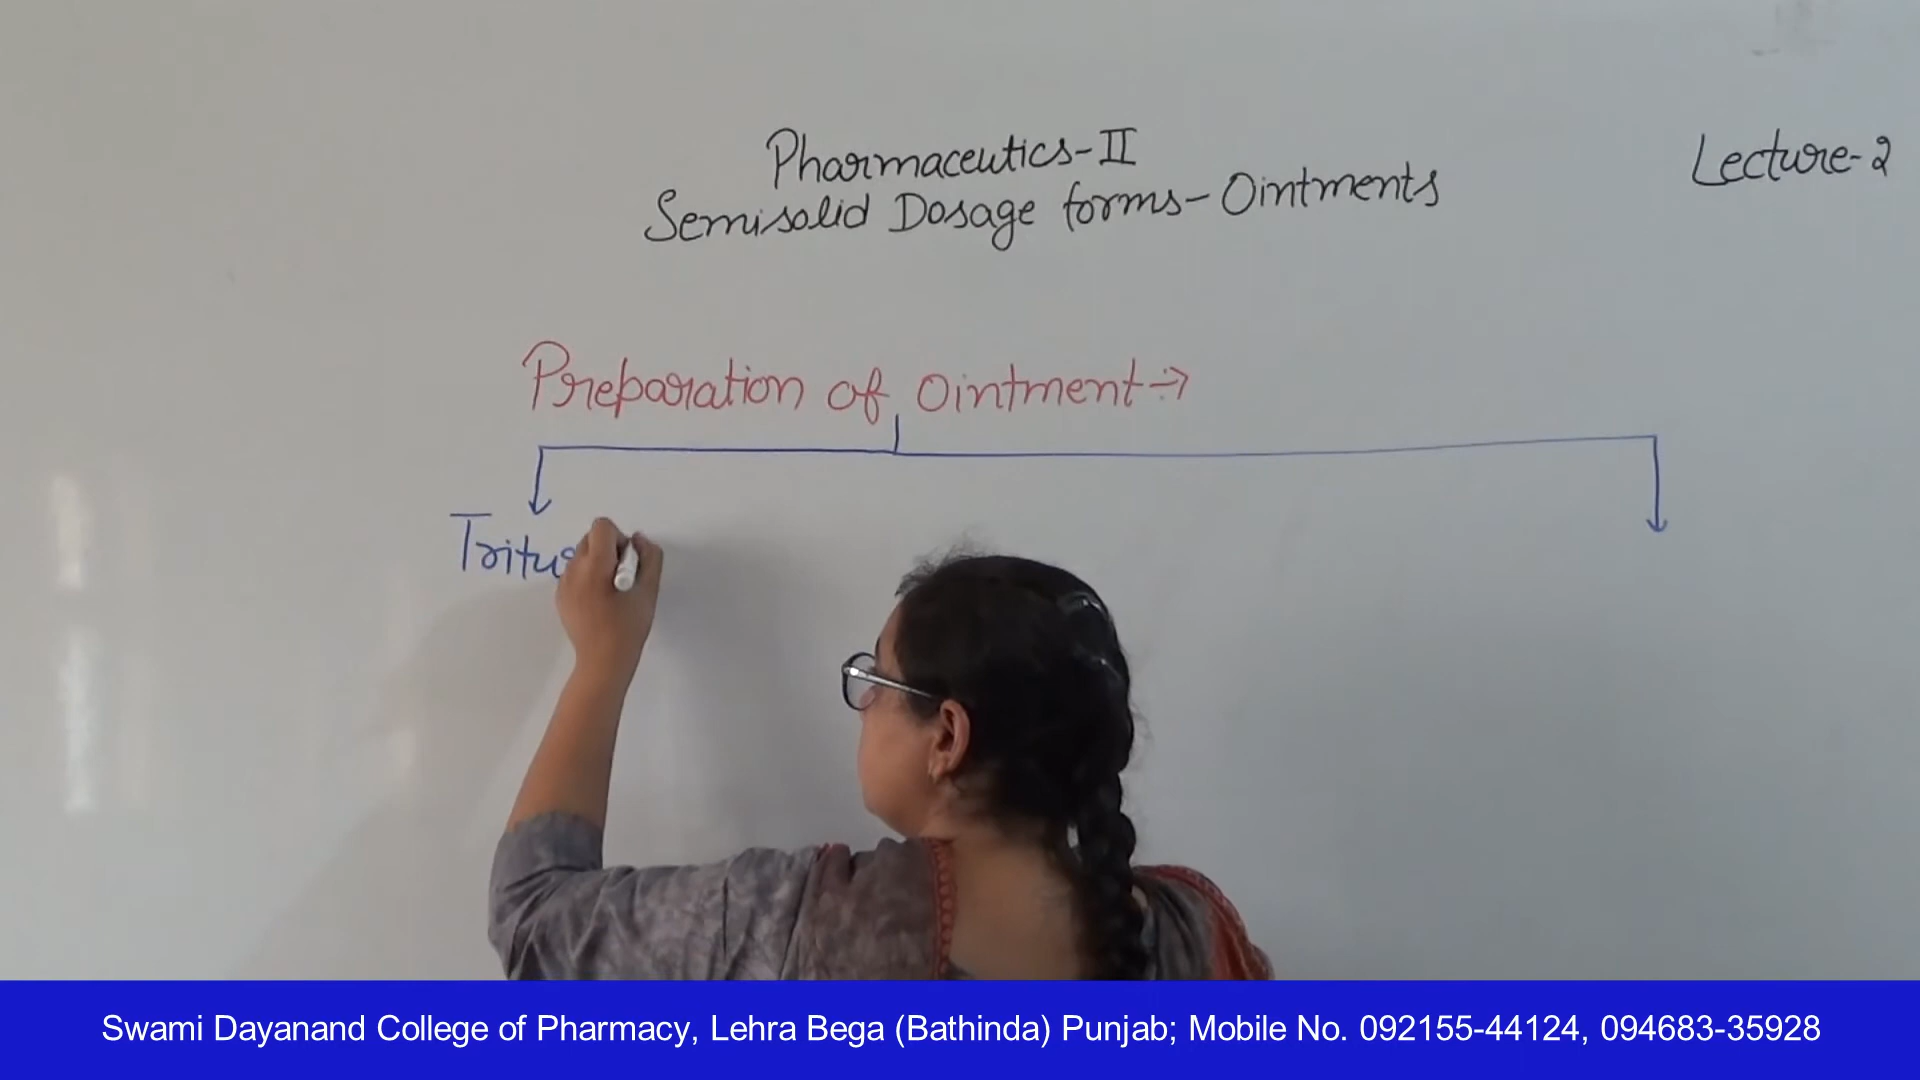 Pharmaceutics-II
Lecture-2
Semisolid Dosage forms-Ointments
Preparation of Ointment÷>
Swami Dayanand College of Pharmacy, Lehra Bega (Bathinda) Punjab; Mobile No. 092155-44124, 094683-35928